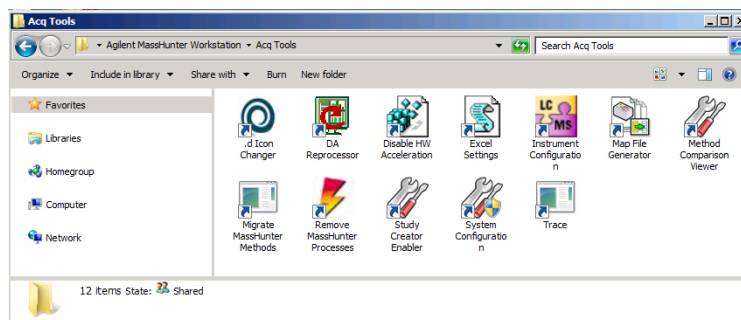 Acq Tools
Agilent MassHunter Workstation Acq Tools
Search Acq Tools
Organize Include in library Share with Burn New folder
Favorites
Libraries
Homegroup
Computer
Network
.d Icon
Changer
DA
Reprocessor
Disable HW
Acceleration
Excel
Settings
LC
MS
Instrument
Configuratio
n
Map File
Generator
Method
Comparison
Viewer
Migrate
MassHunter
Methods
Remove
MassHunter
Processes
Study
Creator
Enabler
System
Configuratio
n
Trace
12 items State: Shared